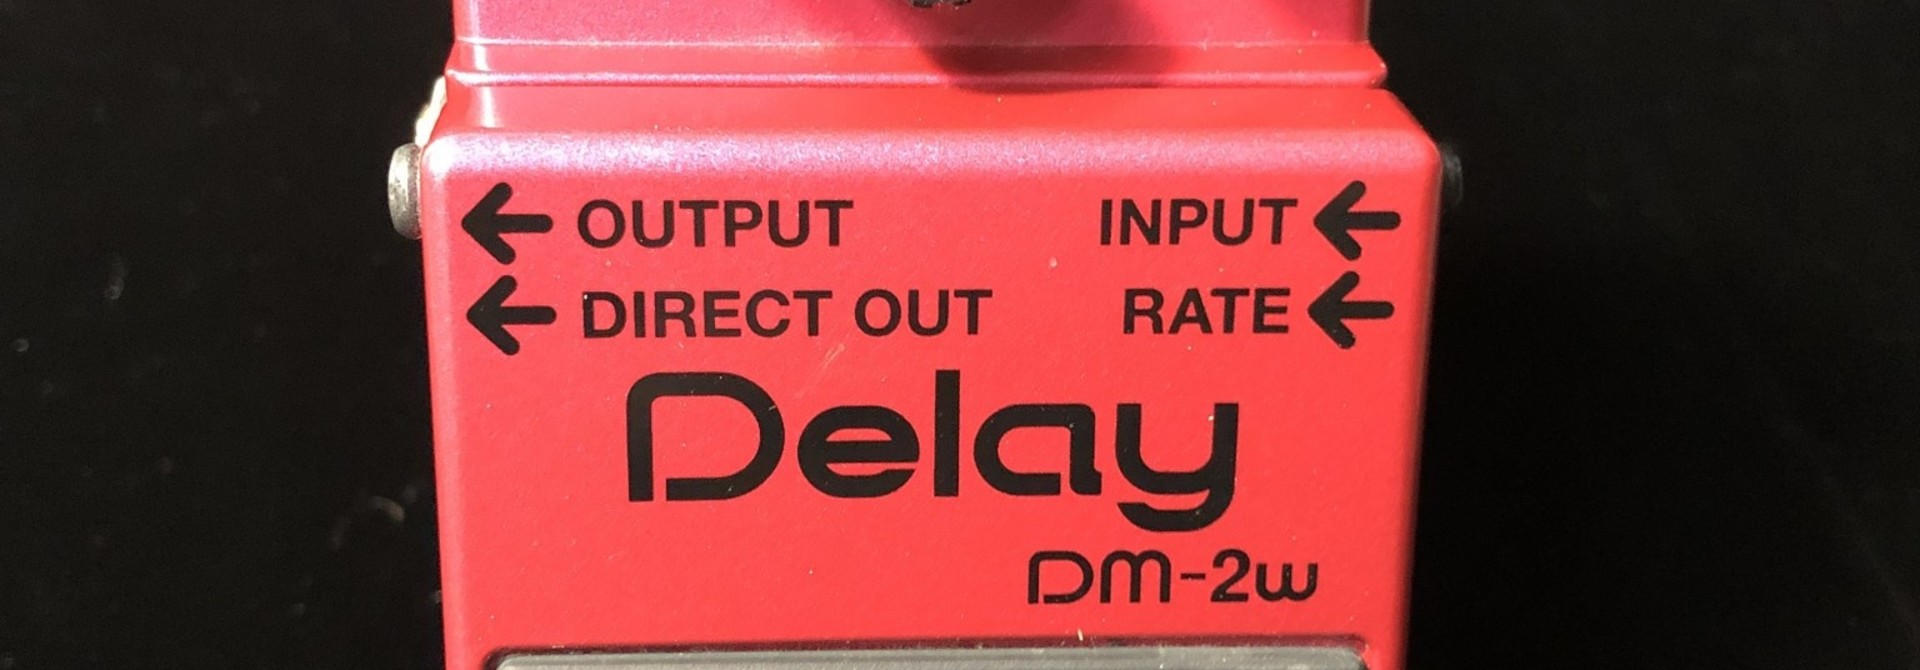 ← OUTPUT INPUT ←
← DIRECT OUT RATE ←
Delay
DM-2w